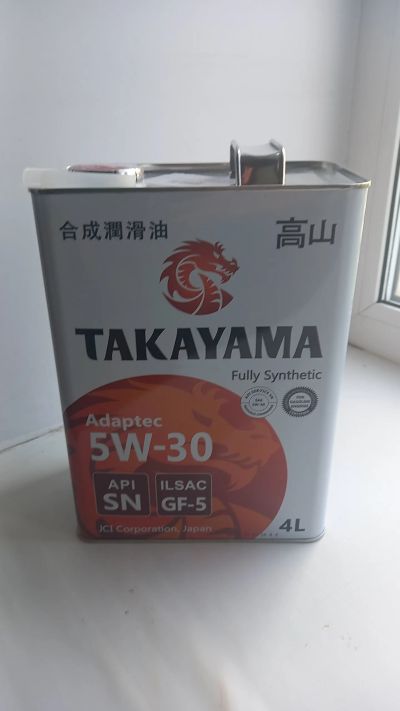 合成潤滑油
高山
TAKAYAMA
Fully Synthetic
Adaptec
5W-30
API
SN
ILSAC
GF-5
JCI Corporation, Japan
4L